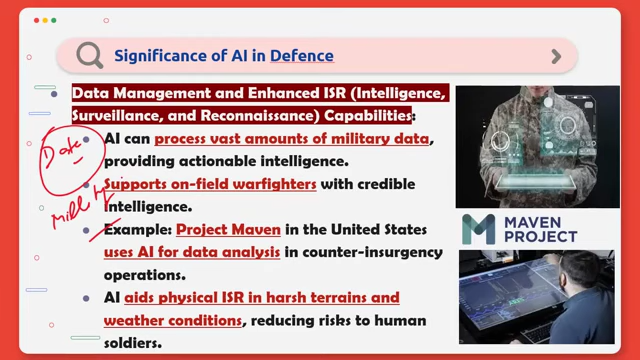 Significance of AI in Defence
Data Management and Enhanced ISR (Intelligence,
Surveillance, and Reconnaissance) Capabilities:
AI can process vast amounts of military data,
providing actionable intelligence.
Supports on-field warfighters with credible
intelligence.
Example: Project Maven in the United States
uses AI for data analysis in counter-insurgency
operations.
AI aids physical ISR in harsh terrains and
weather conditions, reducing risks to human
soldiers.
Data
MAVEN
PROJECT